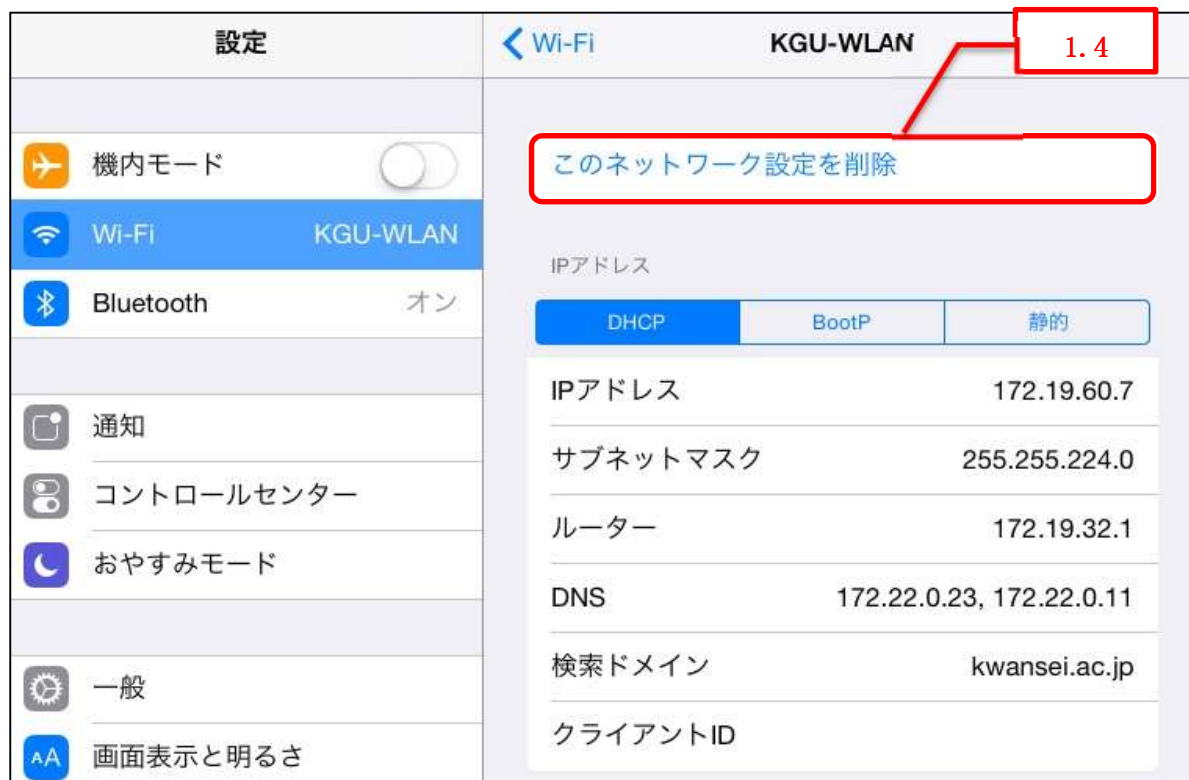 設定
機内モード
Wi-Fi KGU-WLAN
Bluetooth オン
通知
コントロールセンター
おやすみモード
一般
AA 画面表示と明るさ
Wi-Fi KGU-WLAN 1.4
このネットワーク設定を削除
IPアドレス
DHCP BootP 静的
IPアドレス 172.19.60.7
サブネットマスク 255.255.224.0
ルーター 172.19.32.1
DNS 172.22.0.23, 172.22.0.11
検索ドメイン kwansei.ac.jp
クライアントID